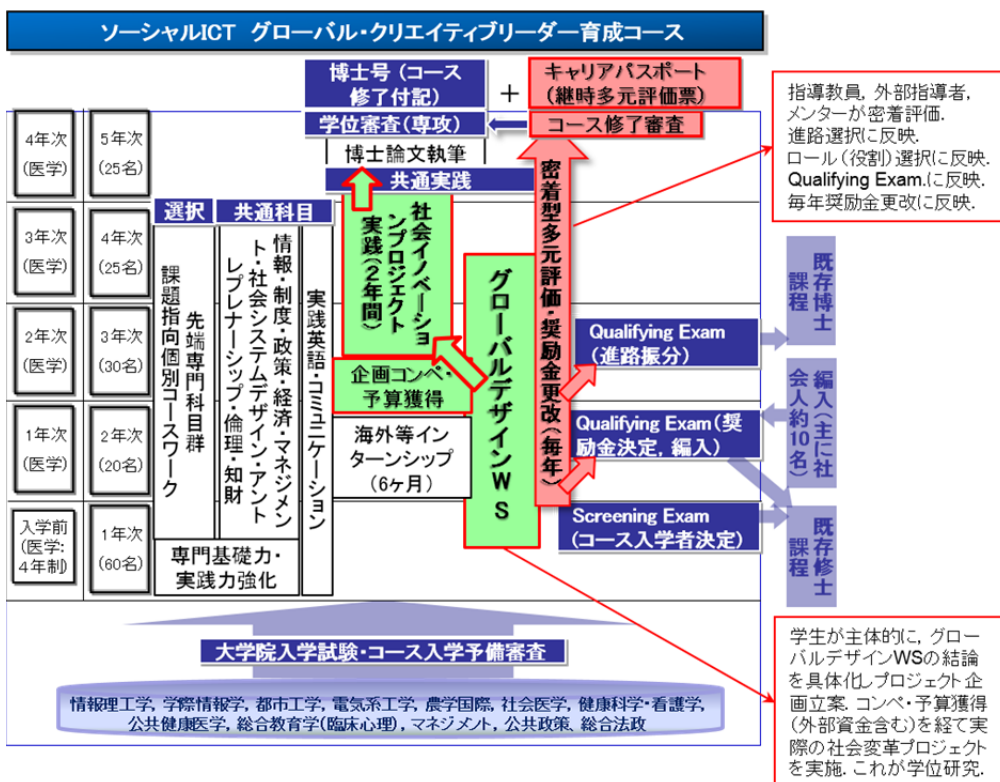 ソーシャルICT グローバル・クリエイティブリーダー育成コース
博士号（コース
修了付記）
+
キャリアパスポート
（継時多元評価票）
学位審査（専攻）
コース修了審査
博士論文執筆
共通実践
4年次
（医学）
5年次
（25名）
3年次
（医学）
4年次
（25名）
2年次
（医学）
3年次
（30名）
1年次
（医学）
2年次
（20名）
入学前
（医学：
4年制）
1年次
（60名）
選択
共通科目
先端専門科目群
課題指向個別コースワーク
情報・制度・政策・経済・マネジメン
ト・社会システムデザイン・アント
レプレナーシップ・倫理・知財
実践英語・コミュニケーション
専門基礎力・
実践力強化
社会イノベーショ
ンプロジェクト
実践（2年間）
企画コンペ・
予算獲得
海外等イン
ターンシップ
（6ヶ月）
グローバルデザインWS
密着型多元評価・奨励金更改（毎年）
Qualifying Exam
（進路振分）
Qualifying Exam（奨
励金決定, 編入）
Screening Exam
（コース入学者決定）
既存博士
課程
編入（主に社
会人約10名）
既存修士
課程
指導教員, 外部指導者,
メンターが密着評価.
進路選択に反映.
ロール（役割）選択に反映.
Qualifying Exam.に反映.
毎年奨励金更改に反映.
学生が主体的に, グロー
バルデザインWSの結論
を具体化しプロジェクト企
画立案. コンペ・予算獲得
（外部資金含む）を経て実
際の社会変革プロジェクト
を実施. これが学位研究.
大学院入学試験・コース入学予備審査
情報理工学, 学際情報学, 都市工学, 電気系工学, 農学国際, 社会医学, 健康科学・看護学,
公共健康医学, 総合教育学(臨床心理), マネジメント, 公共政策、総合法政